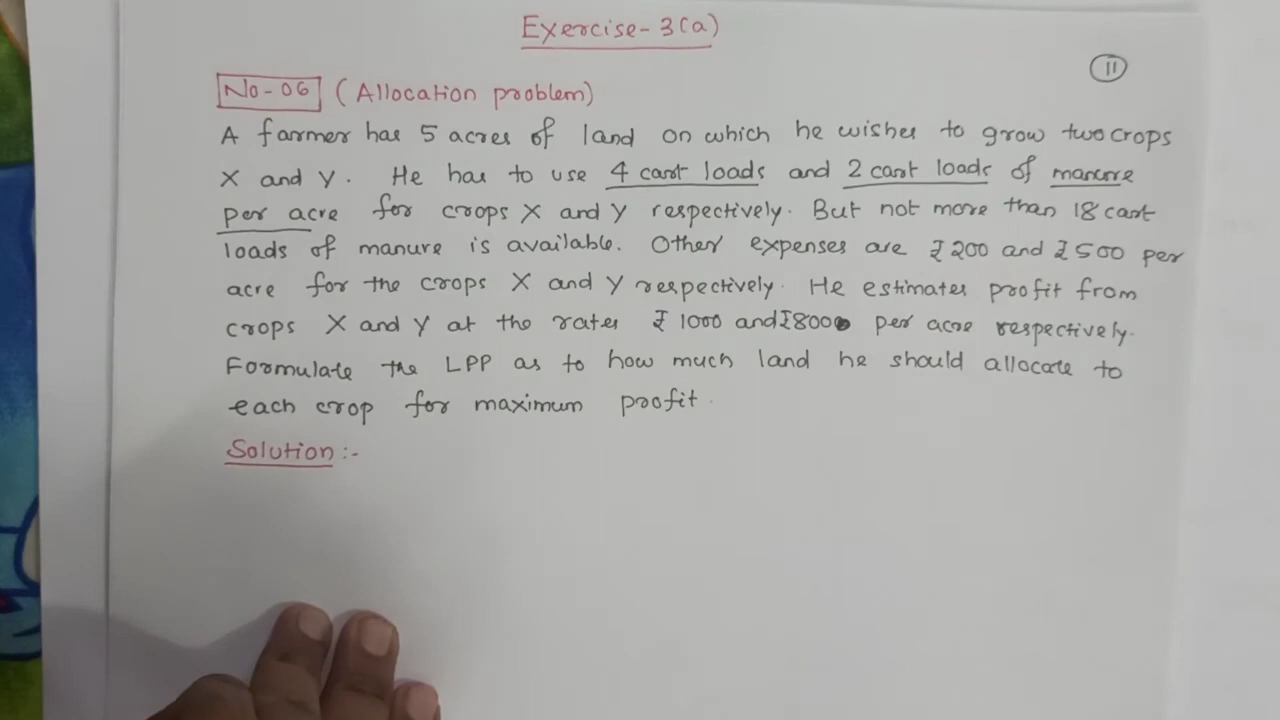 Exercise - 3(a)
11
No-06 (Allocation problem)
A farmer has 5 acres of land on which he wishes to grow two crops
X and Y. He has to use 4 cart loads and 2 cart loads of manure
per acre for crops X and Y respectively. But not more than 18 cart
loads of manure is available. Other expenses are ₹200 and ₹500 per
acre for the crops X and Y respectively. He estimates profit from
crops X and Y at the rates ₹ 1000 and ₹800 per acre respectively.
Formulate the LPP as to how much land he should allocate to
each crop for maximum profit.
Solution :-